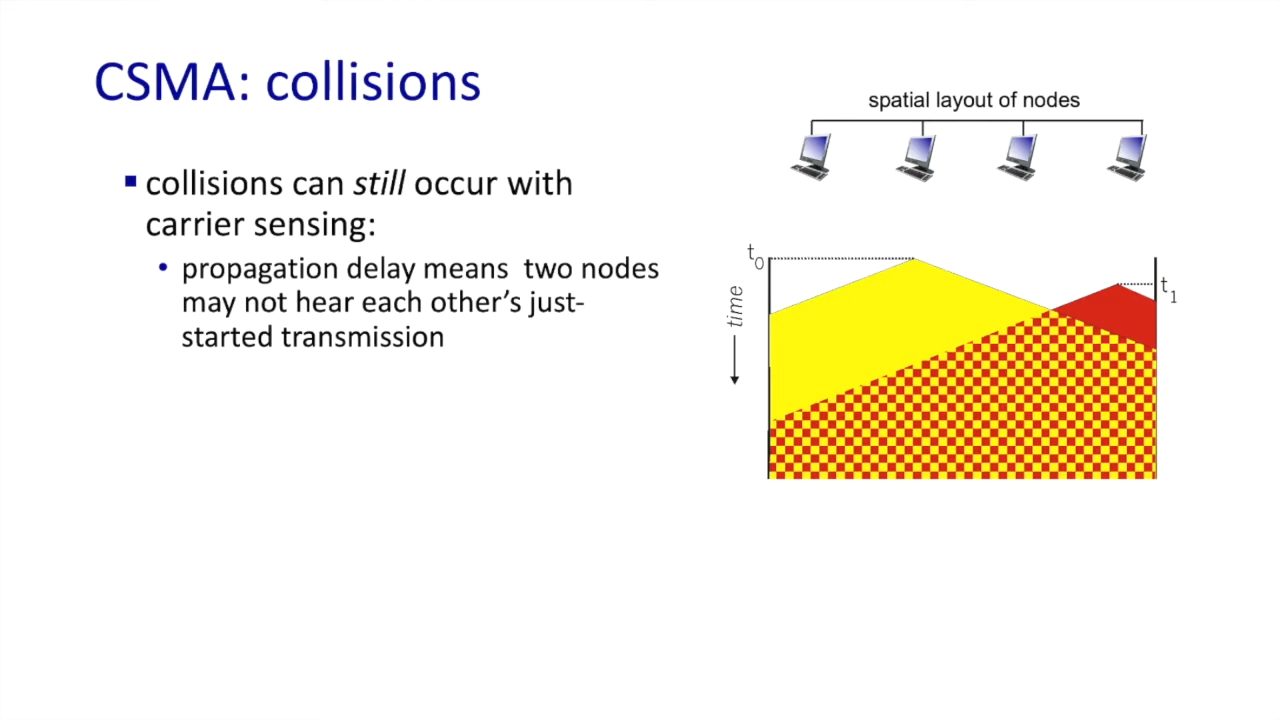 CSMA: collisions
spatial layout of nodes
collisions can still occur with
carrier sensing:
propagation delay means two nodes
may not hear each other's just-
started transmission
t0
t1
time